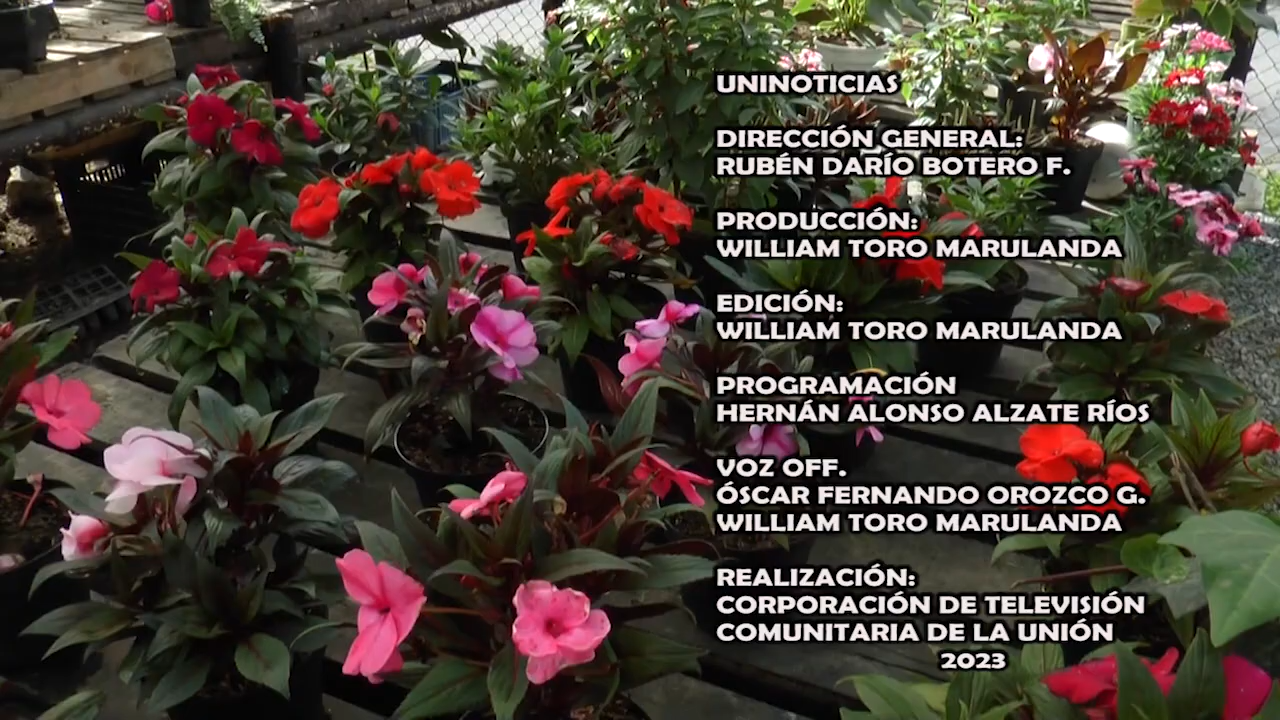 UNINOTICIAS
DIRECCIÓN GENERAL:
RUBÉN DARÍO BOTERO F.
PRODUCCIÓN:
WILLIAM TORO MARULANDA
EDICIÓN:
WILLIAM TORO MARULANDA
PROGRAMACIÓN
HERNÁN ALONSO ALZATE RÍOS
VOZ OFF.
ÓSCAR FERNANDO OROZCO G.
WILLIAM TORO MARULANDA
REALIZACIÓN:
CORPORACIÓN DE TELEVISIÓN
COMUNITARIA DE LA UNIÓN
2023